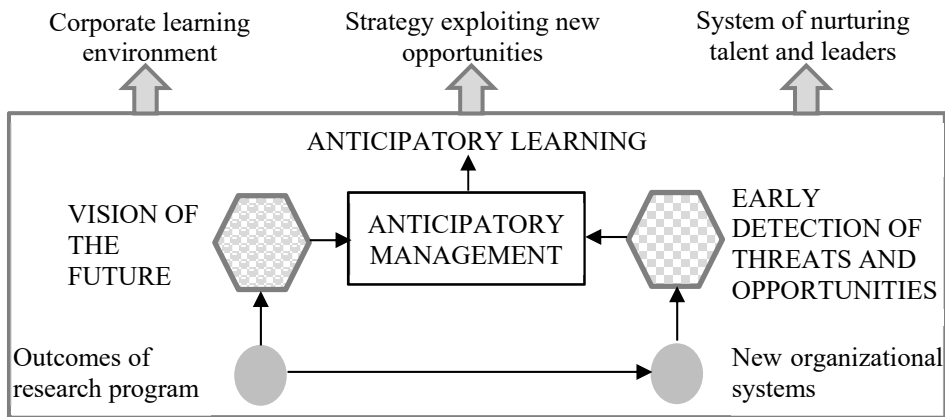 Corporate learning
environment
Strategy exploiting new
opportunities
System of nurturing
talent and leaders
ANTICIPATORY LEARNING
VISION OF
THE
FUTURE
ANTICIPATORY
MANAGEMENT
EARLY
DETECTION OF
THREATS AND
OPPORTUNITIES
Outcomes of
research program
New organizational
systems